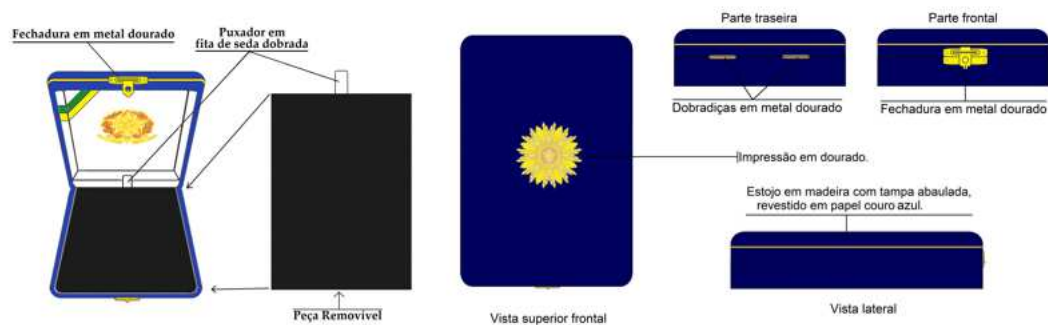 Fechadura em metal dourado
Puxador em
fita de seda dobrada
Peça Removível
Vista superior frontal
Impressão em dourado.
Parte traseira
Dobradiças em metal dourado
Parte frontal
Fechadura em metal dourado
Estojo em madeira com tampa abaulada,
revestido em papel couro azul.
Vista lateral